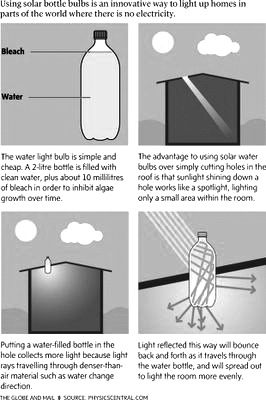 Using solar bottle bulbs is an innovative way to light up homes in
parts of the world where there is no electricity.
Bleach
Water
The water light bulb is simple and
cheap. A 2-litre bottle is filled with
clean water, plus about 10 millilitres
of bleach in order to inhibit algae
growth over time.
The advantage to using solar water
bulbs over simply cutting holes in the
roof is that sunlight shining down a
hole works like a spotlight, lighting
only a small area within the room.
Putting a water-filled bottle in the
hole collects more light because light
rays travelling through denser-than-
air material such as water change
direction.
Light reflected this way will bounce
back and forth as it travels through
the water bottle, and will spread out
to light the room more evenly.
THE GLOBE AND MAIL SOURCE: PHYSICSCENTRAL.COM